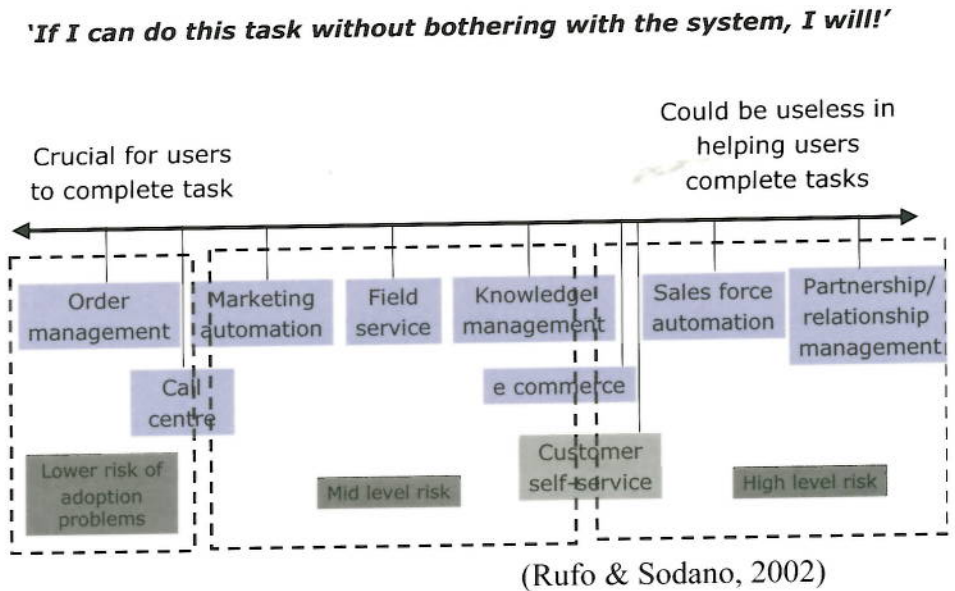 ‘If I can do this task without bothering with the system, I will!’
Crucial for users
to complete task
Could be useless in
helping users
complete tasks
Order
management
Marketing
automation
Field
service
Knowledge
management
Sales force
automation
Partnership/
relationship
management
Call
centre
e commerce
Customer
self-service
Lower risk of
adoption
problems
Mid level risk
High level risk
(Rufo & Sodano, 2002)